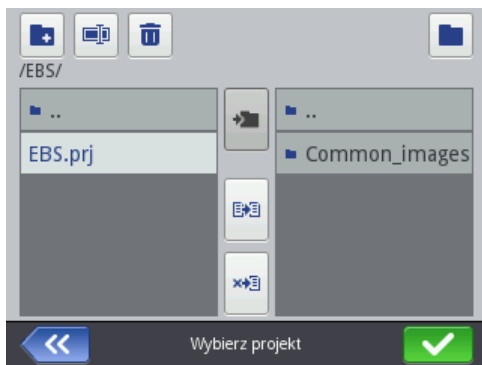 /EBS/
..
EBS.prj
..
Common_images
Wybierz projekt